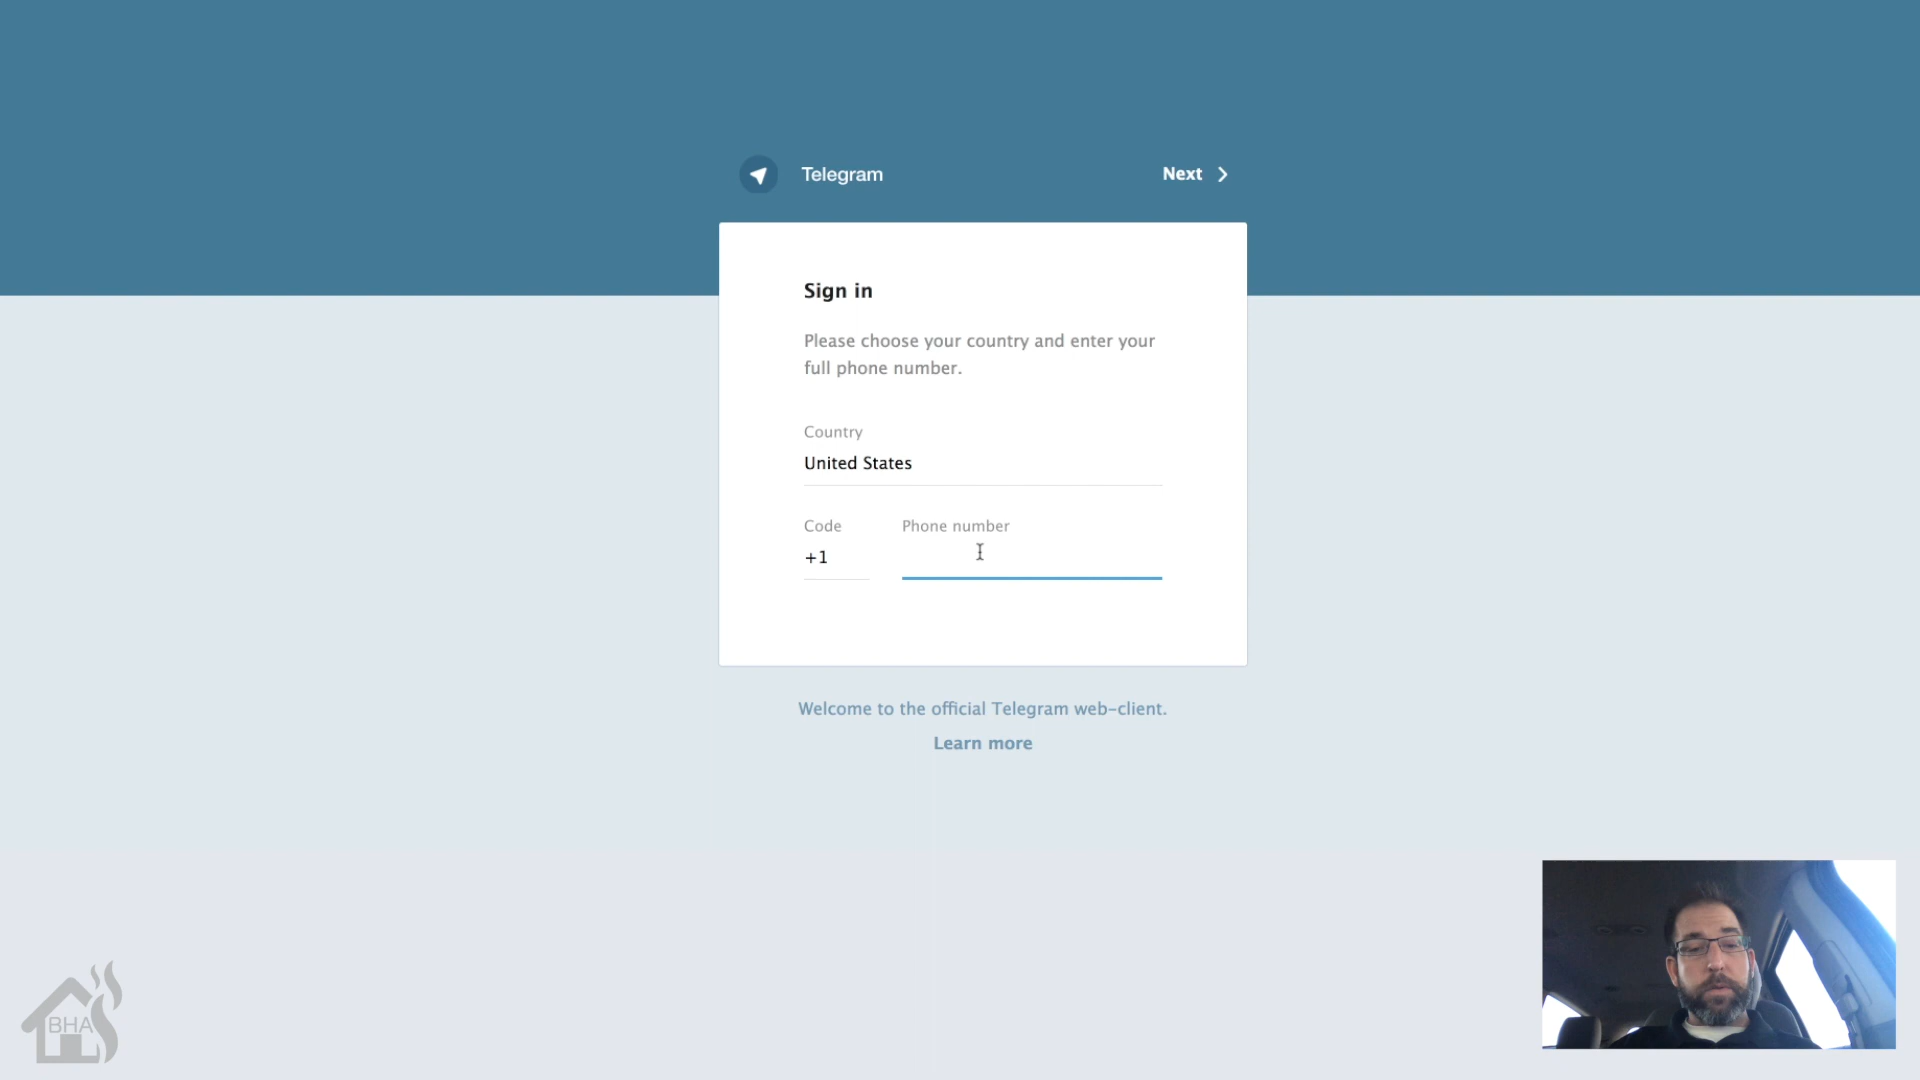 Telegram
Next
Sign in
Please choose your country and enter your
full phone number.
Country
United States
Code
Phone number
+1
Welcome to the official Telegram web-client.
Learn more
BHA